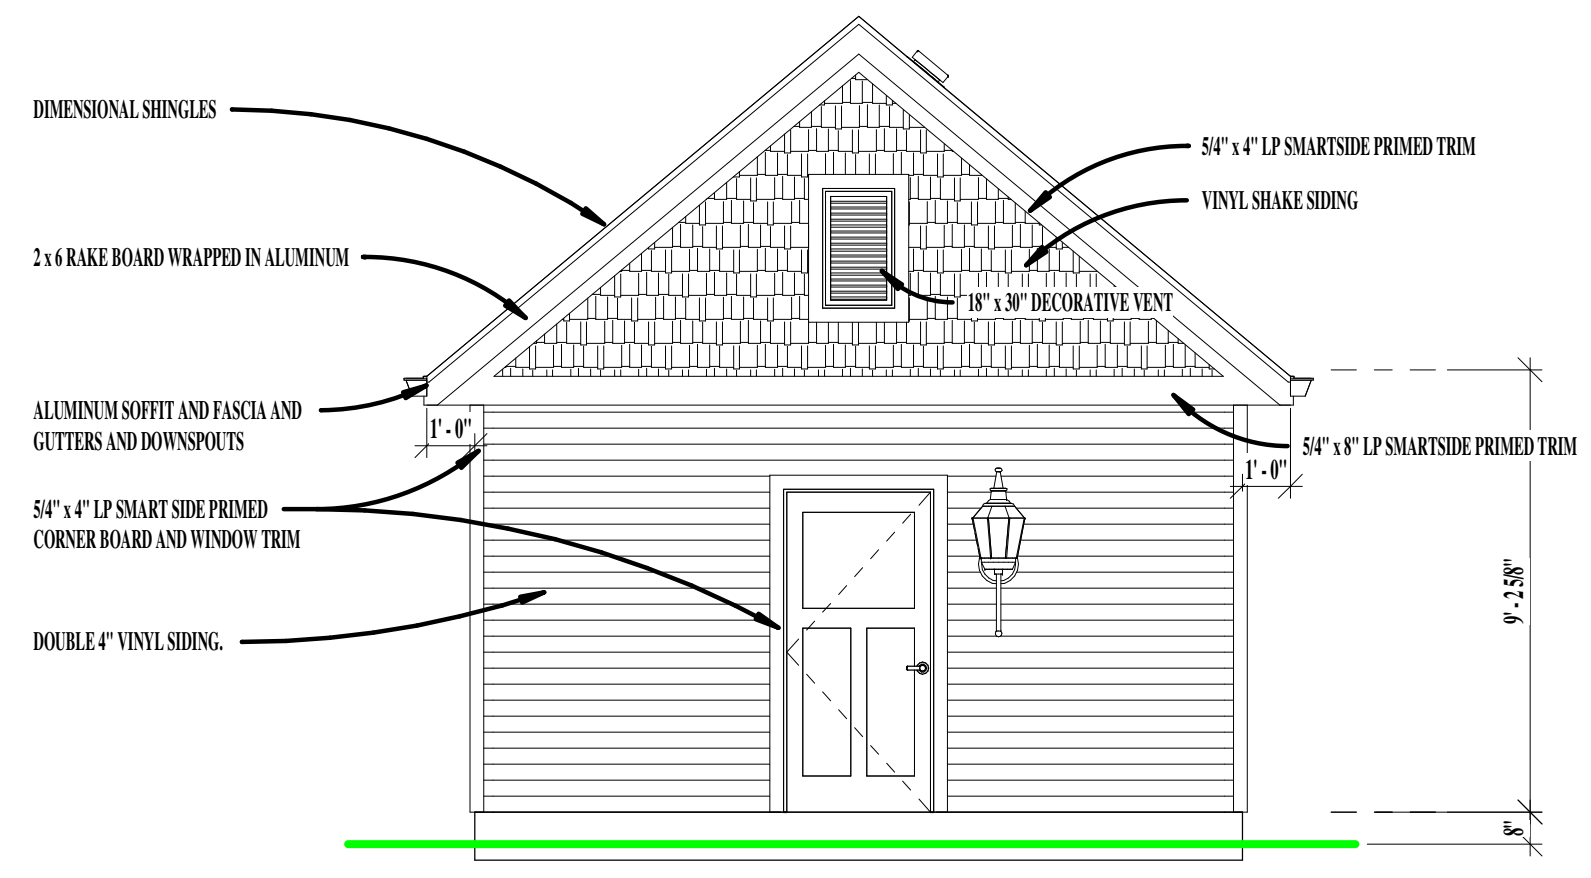 DIMENSIONAL SHINGLES
5/4" x 4" LP SMARTSIDE PRIMED TRIM
VINYL SHAKE SIDING
2 x 6 RAKE BOARD WRAPPED IN ALUMINUM
18" x 30" DECORATIVE VENT
ALUMINUM SOFFIT AND FASCIA AND
GUTTERS AND DOWNSPOUTS
1' - 0"
5/4" x 8" LP SMARTSIDE PRIMED TRIM
1' - 0"
5/4" x 4" LP SMART SIDE PRIMED
CORNER BOARD AND WINDOW TRIM
9' - 2 5/8"
DOUBLE 4" VINYL SIDING.
8"